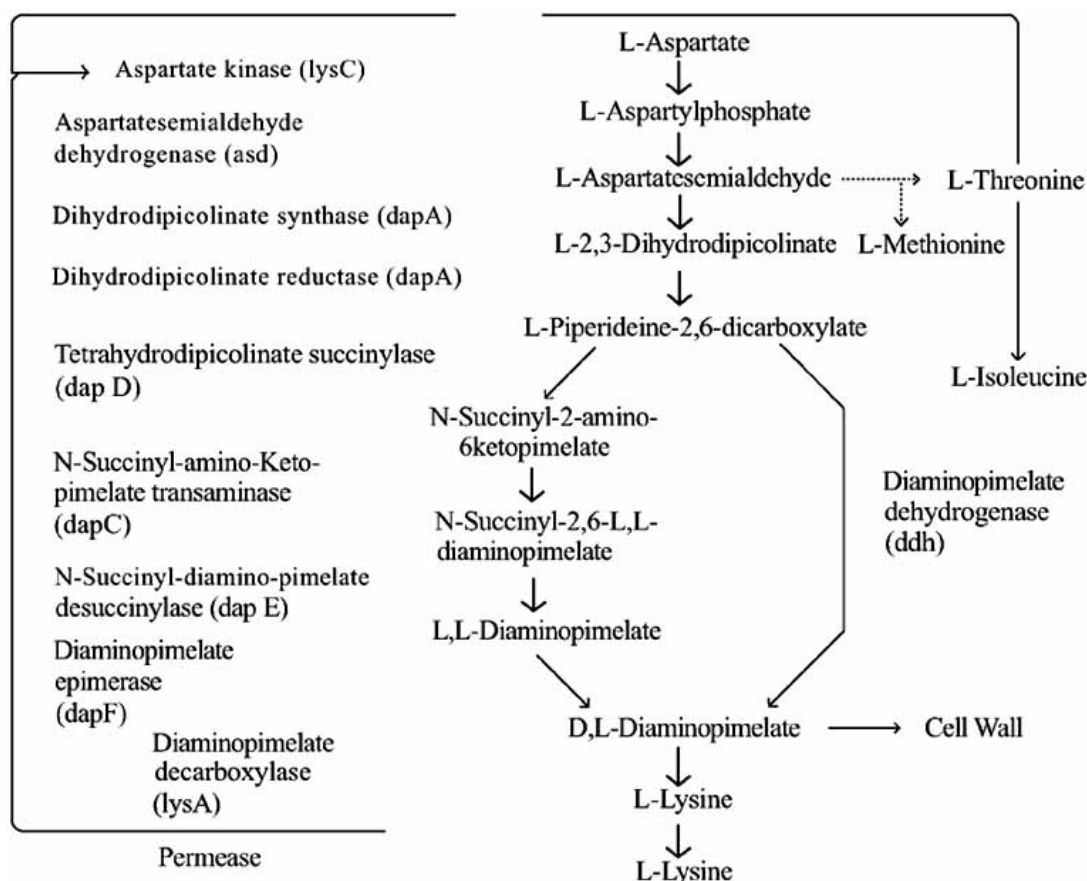 Aspartate kinase (lysC)
Aspartatesemialdehyde
dehydrogenase (asd)
Dihydrodipicolinate synthase (dapA)
Dihydrodipicolinate reductase (dapA)
Tetrahydrodipicolinate succinylase
(dap D)
N-Succinyl-amino-Keto-
pimelate transaminase
(dapC)
N-Succinyl-diamino-pimelate
desuccinylase (dap E)
Diaminopimelate
epimerase
(dapF)
Diaminopimelate
decarboxylase
(lysA)
Permease
L-Aspartate
L-Aspartylphosphate
L-Aspartatesemialdehyde
L-Threonine
L-2,3-Dihydrodipicolinate
L-Methionine
L-Piperideine-2,6-dicarboxylate
L-Isoleucine
N-Succinyl-2-amino-
6ketopimelate
N-Succinyl-2,6-L,L-
diaminopimelate
L,L-Diaminopimelate
Diaminopimelate
dehydrogenase
(ddh)
D,L-Diaminopimelate
Cell Wall
L-Lysine
L-Lysine